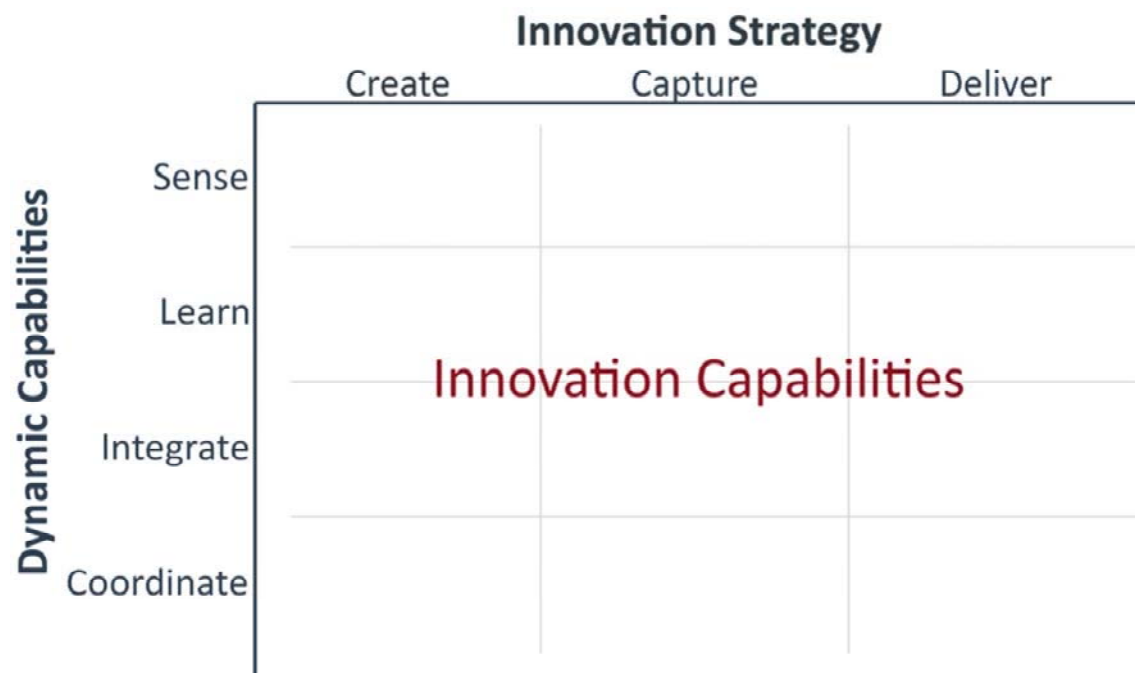 Innovation Strategy
Create Capture Deliver
Dynamic Capabilities
Sense
Learn
Innovation Capabilities
Integrate
Coordinate